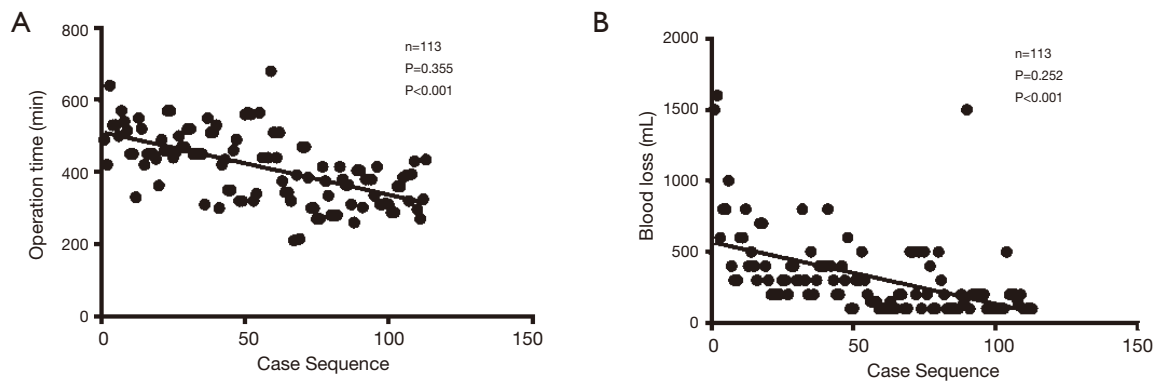 A
800
600
400
200
0
Operation time (min)
n=113
P=0.355
P<0.001
0 50 100 150
Case Sequence
B
2000
1500
1000
500
0
Blood loss (mL)
n=113
P=0.252
P<0.001
0 50 100 150
Case Sequence